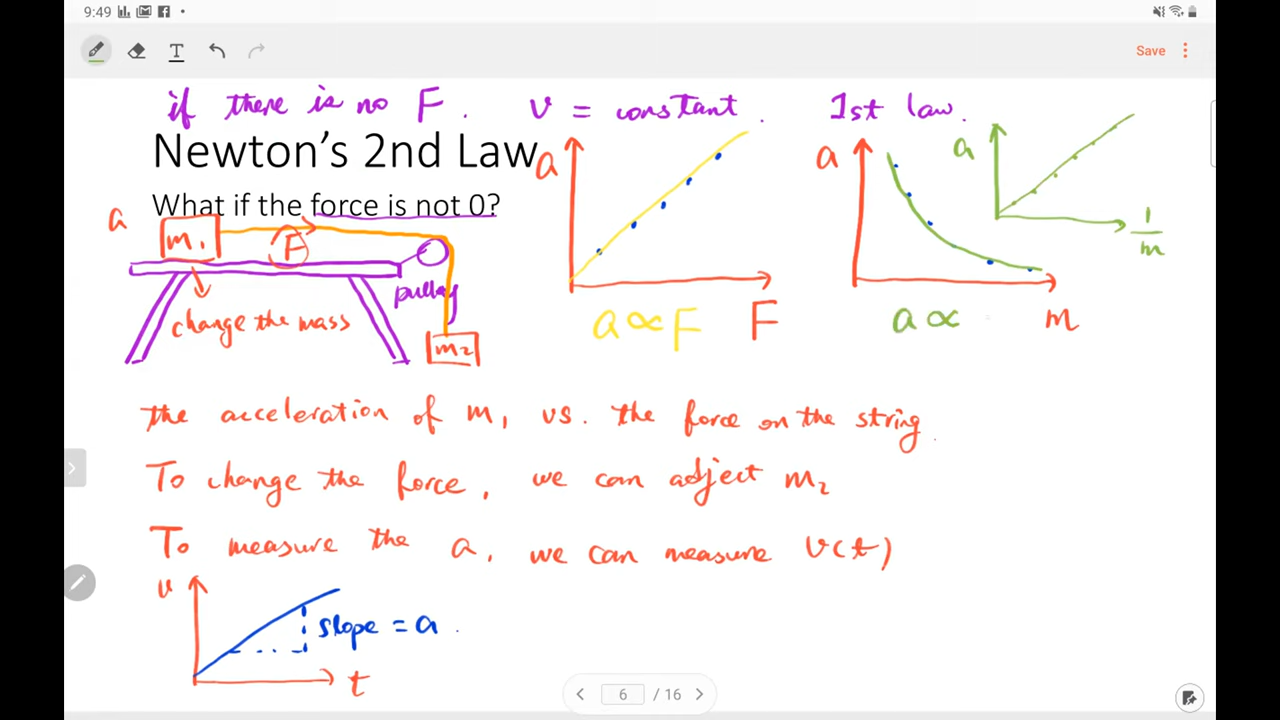 9:49
Save
if there is no F. v = constant. 1st law.
Newton's 2nd Law
What if the force is not 0?
a
m1
F
pulley
change the mass
m2
a
a ∝ F
F
a
a ∝
m
a
1/m
the acceleration of m1 vs. the force on the string.
To change the force, we can adject m2
To measure the a, we can measure v(t)
v
slope = a.
t
6 / 16